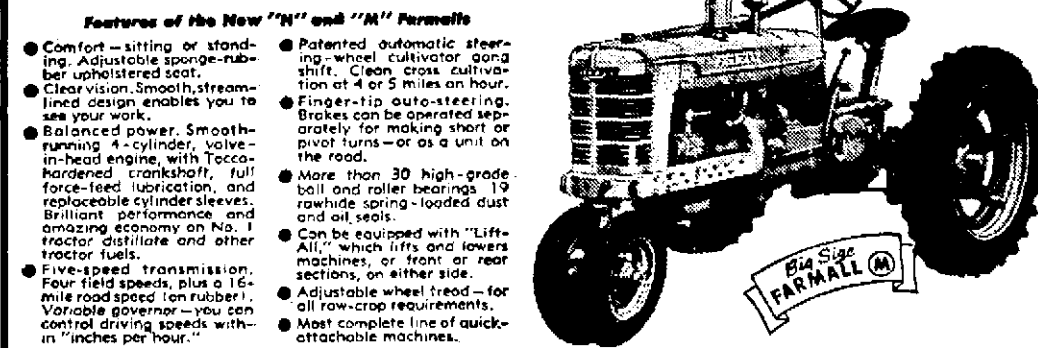 Features of the New "H" and "M" Farmalls
● Comfort — sitting or stand-
ing. Adjustable sponge-rub-
ber upholstered seat.
● Clear vision. Smooth, stream-
lined design enables you to
see your work.
● Balanced power. Smooth-
running 4-cylinder, valve-
in-head engine, with Tocco-
hardened crankshaft, full
force-feed lubrication, and
replaceable cylinder sleeves.
Brilliant performance and
amazing economy on No. 1
tractor distillate and other
tractor fuels.
● Five-speed transmission.
Four field speeds, plus a 16-
mile road speed (on rubber).
Variable governor — you can
control driving speeds with-
in "inches per hour."
● Patented automatic steer-
ing-wheel cultivator gang
shift. Clean cross cultiva-
tion at 4 or 5 miles an hour.
● Finger-tip auto-steering.
Brakes can be operated sep-
arately for making short or
pivot turns — or as a unit on
the road.
● More than 30 high-grade
ball and roller bearings 19
rawhide spring-loaded dust
and oil seals.
● Can be equipped with "Lift-
All," which lifts and lowers
machines, or front or rear
sections, on either side.
● Adjustable wheel tread — for
all row-crop requirements.
● Most complete line of quick-
attachable machines.
Big Size
FARMALL M